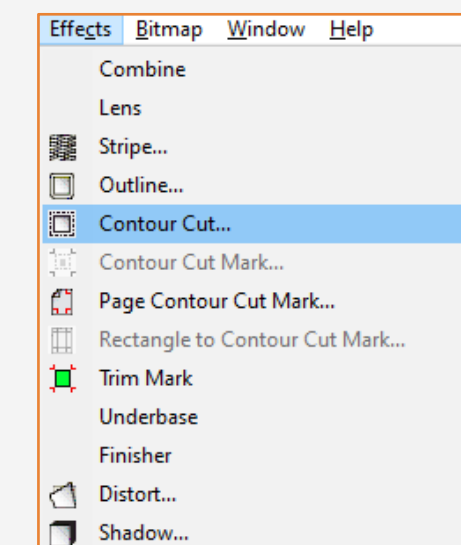 Effects Bitmap Window Help
Combine
Lens
Stripe...
Outline...
Contour Cut...
Contour Cut Mark...
Page Contour Cut Mark...
Rectangle to Contour Cut Mark...
Trim Mark
Underbase
Finisher
Distort...
Shadow...